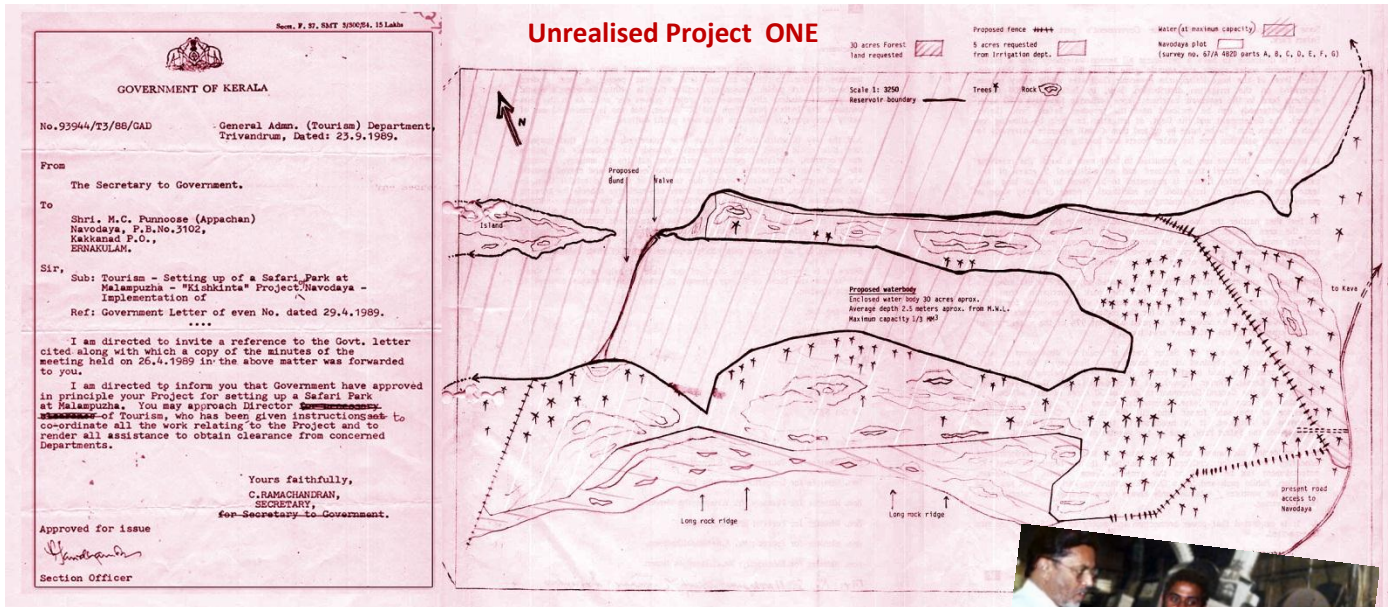 Unrealised Project ONE
Secn. F. 37. SMT 3/500/84. 15 Lakhs
GOVERNMENT OF KERALA
No.93944/T3/88/GAD
General Admn. (Tourism) Department,
Trivandrum, Dated: 23.9.1989.
From
The Secretary to Government.
To
Shri. M.C. Punnoose (Appachan)
Navodaya, P.B.No.3102,
Kakkanad P.O.,
ERNAKULAM.
Sir,
Sub: Tourism - Setting up of a Safari Park at
Malampuzha - "Kishkinta" Project Navodaya -
Implementation of
Ref: Government Letter of even No. dated 29.4.1989.
....
I am directed to invite a reference to the Govt. letter
cited along with which a copy of the minutes of the
meeting held on 26.4.1989 in the above matter was forwarded
to you.
I am directed to inform you that Government have approved
in principle your Project for setting up a Safari Park
at Malampuzha. You may approach Director
of Tourism, who has been given instructions to
co-ordinate all the work relating to the Project and to
render all assistance to obtain clearance from concerned
Departments.
Yours faithfully,
C.RAMACHANDRAN,
SECRETARY,
for Secretary to Government.
Approved for issue
Section Officer
30 acres Forest
land requested
Proposed fence
5 acres requested
from Irrigation dept.
Water (at maximum capacity)
Navodaya plot
(survey no. 67/A 482D parts A, B, C, D, E, F, G)
Scale 1: 3250
Reservoir boundary
Trees
Rock
N
Proposed
Bund
Valve
Island
Proposed waterbody
Enclosed water body 30 acres aprox.
Average depth 2.5 meters aprox. from M.W.L.
Maximum capacity 1/3 MM3
to Kava
present road
access to
Navodaya
Long rock ridge
Long rock ridge